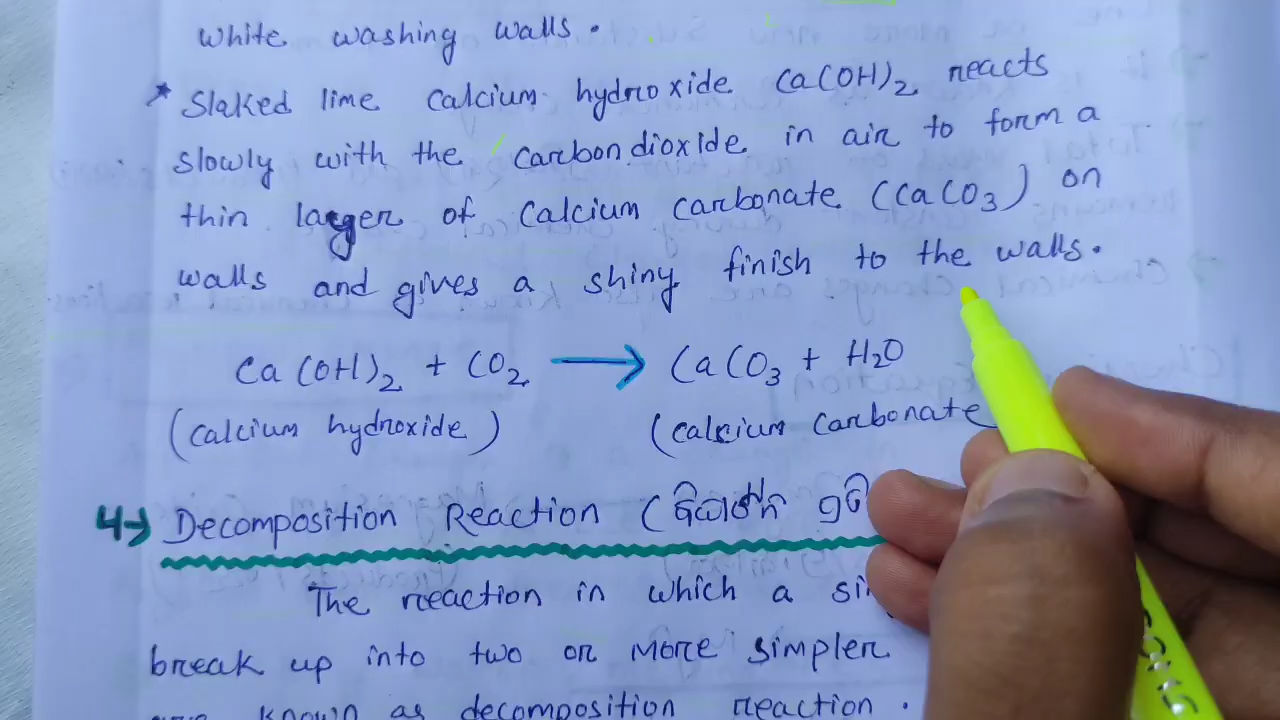 white washing walls.
* Slaked lime calcium hydroxide Ca(OH)₂ reacts
slowly with the carbondioxide in air to form a
thin layer of calcium carbonate (CaCO₃) on
walls and gives a shiny finish to the walls.
Ca(OH)₂ + CO₂ → CaCO₃ + H₂O
(calcium hydroxide) (calcium carbonate
4→ Decomposition Reaction (
The reaction in which a
break up into two or more simpler
are known as decomposition reaction.